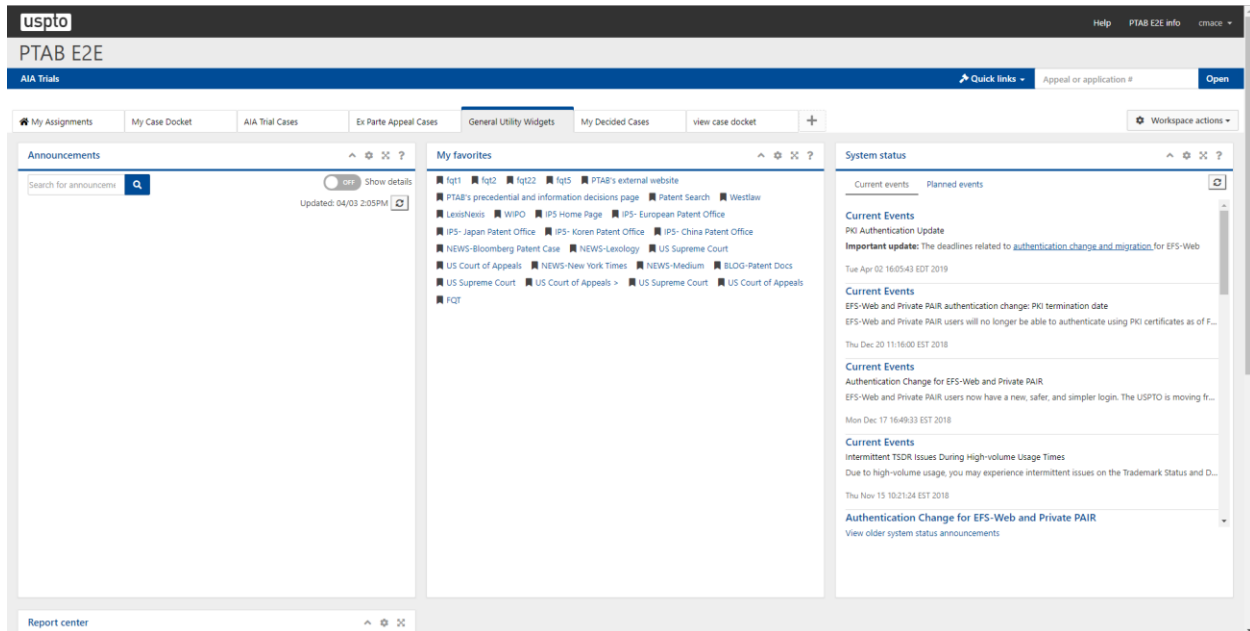 uspto
Help PTAB E2E info cmace
PTAB E2E
AIA Trials
Quick links
Appeal or application #
Open
My Assignments
My Case Docket
AIA Trial Cases
Ex Parte Appeal Cases
General Utility Widgets
My Decided Cases
view case docket
+
Workspace actions
Announcements
?
Search for announceme
OFF Show details
Updated: 04/03 2:05PM
My favorites
?
fqt1 fqt2 fqt22 fqt5 PTAB's external website
PTAB's precedential and information decisions page Patent Search Westlaw
LexisNexis WIPO IP5 Home Page IP5- European Patent Office
IP5- Japan Patent Office IP5- Koren Patent Office IP5- China Patent Office
NEWS-Bloomberg Patent Case NEWS-Lexology US Supreme Court
US Court of Appeals NEWS-New York Times NEWS-Medium BLOG-Patent Docs
US Supreme Court US Court of Appeals > US Supreme Court US Court of Appeals
FQT
System status
?
Current events Planned events
Current Events
PKI Authentication Update
Important update: The deadlines related to authentication change and migration for EFS-Web
Tue Apr 02 16:05:43 EDT 2019
Current Events
EFS-Web and Private PAIR authentication change: PKI termination date
EFS-Web and Private PAIR users will no longer be able to authenticate using PKI certificates as of F...
Thu Dec 20 11:16:00 EST 2018
Current Events
Authentication Change for EFS-Web and Private PAIR
EFS-Web and Private PAIR users now have a new, safer, and simpler login. The USPTO is moving fr...
Mon Dec 17 16:49:33 EST 2018
Current Events
Intermittent TSDR Issues During High-volume Usage Times
Due to high-volume usage, you may experience intermittent issues on the Trademark Status and D...
Thu Nov 15 10:21:24 EST 2018
Authentication Change for EFS-Web and Private PAIR
View older system status announcements
Report center